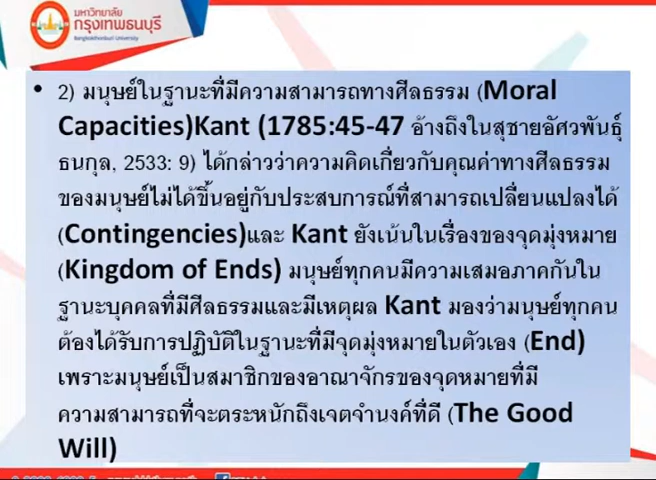 มหาวิทยาลัย
กรุงเทพธนบุรี
Bangkokthonburi University
• 2) มนุษย์ในฐานะที่มีความสามารถทางศีลธรรม (Moral
Capacities)Kant (1785:45-47 อ้างถึงในสุชายอัศวพันธุ์
ธนกุล, 2533: 9) ได้กล่าวว่าความคิดเกี่ยวกับคุณค่าทางศีลธรรม
ของมนุษย์ไม่ได้ขึ้นอยู่กับประสบการณ์ที่สามารถเปลี่ยนแปลงได้
(Contingencies)และ Kant ยังเน้นในเรื่องของจุดมุ่งหมาย
(Kingdom of Ends) มนุษย์ทุกคนมีความเสมอภาคกันใน
ฐานะบุคคลที่มีศีลธรรมและมีเหตุผล Kant มองว่ามนุษย์ทุกคน
ต้องได้รับการปฏิบัติในฐานะที่มีจุดมุ่งหมายในตัวเอง (End)
เพราะมนุษย์เป็นสมาชิกของอาณาจักรของจุดหมายที่มี
ความสามารถที่จะตระหนักถึงเจตจำนงค์ที่ดี (The Good
Will)